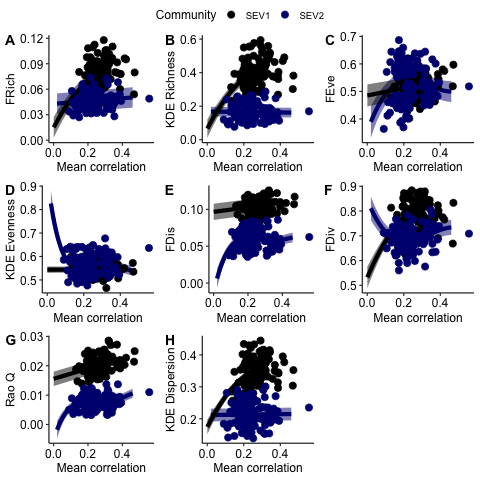 Community SEV1 SEV2
A B C
FRich KDE Richness FEve
0.12 0.09 0.06 0.03 0.00
0.6 0.4 0.2 0.0
0.7 0.6 0.5 0.4
0.0 0.2 0.4 0.0 0.2 0.4 0.0 0.2 0.4
Mean correlation Mean correlation Mean correlation
D E F
KDE Evenness FDis FDiv
0.9 0.8 0.7 0.6 0.5
0.10 0.05 0.00
0.9 0.8 0.7 0.6 0.5
0.0 0.2 0.4 0.0 0.2 0.4 0.0 0.2 0.4
Mean correlation Mean correlation Mean correlation
G H
Rao Q KDE Dispersion
0.03 0.02 0.01 0.00
0.4 0.3 0.2
0.0 0.2 0.4 0.0 0.2 0.4
Mean correlation Mean correlation